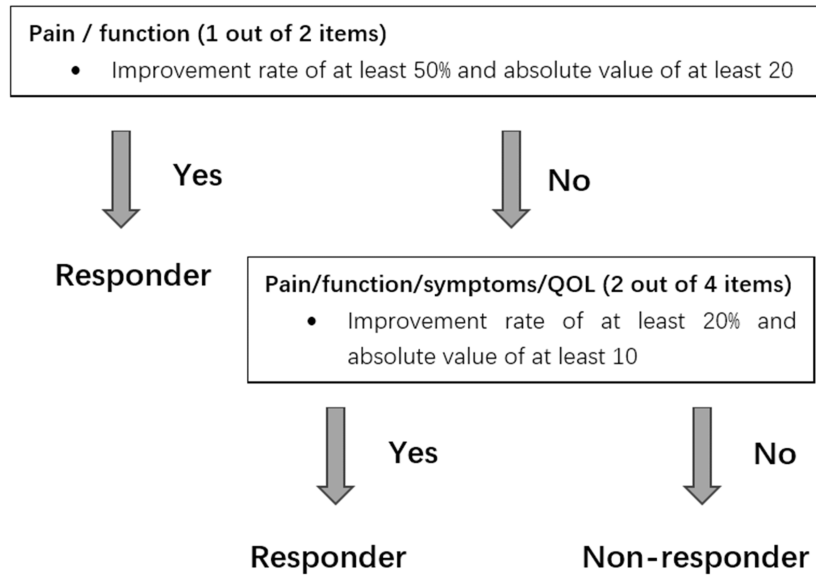 Pain / function (1 out of 2 items)
• Improvement rate of at least 50% and absolute value of at least 20
Yes
No
Responder
Pain/function/symptoms/QOL (2 out of 4 items)
• Improvement rate of at least 20% and
absolute value of at least 10
Yes
No
Responder
Non-responder